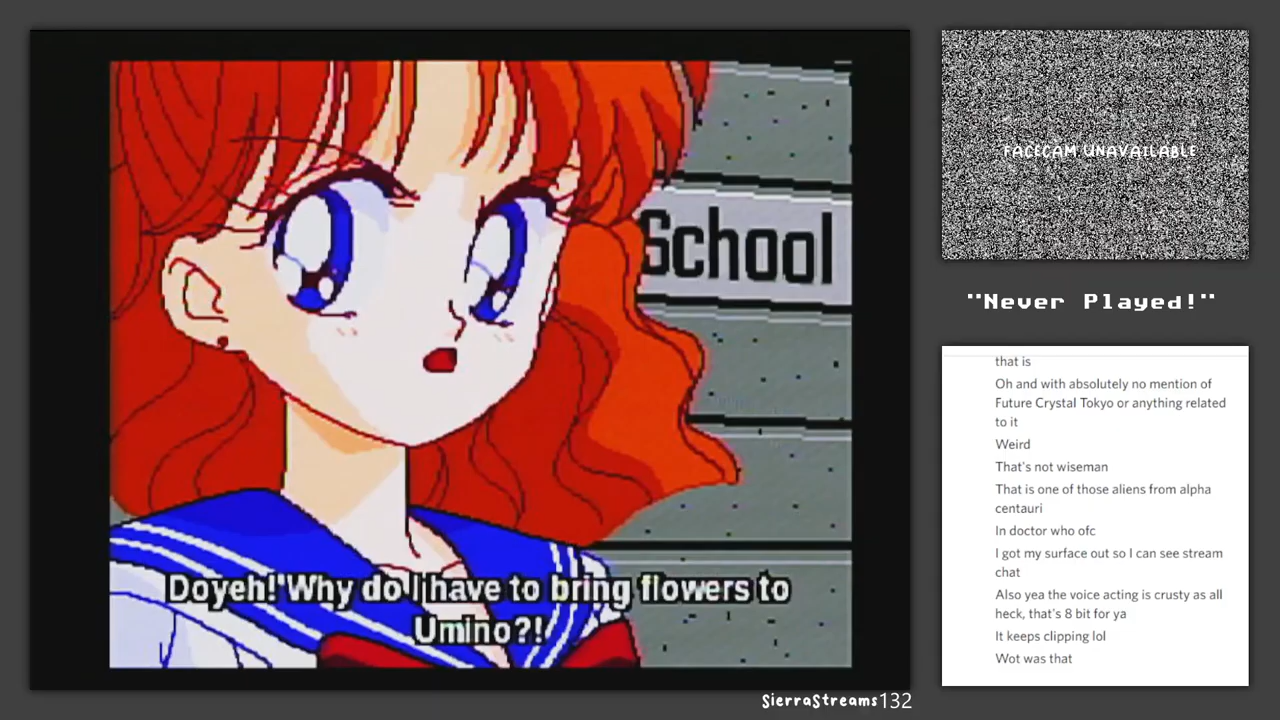 School
Doyeh! Why do I have to bring flowers to
Umino?!
FACECAM UNAVAILABLE
"Never Played!"
that is
Oh and with absolutely no mention of
Future Crystal Tokyo or anything related
to it
Weird
That's not wiseman
That is one of those aliens from alpha
centauri
In doctor who ofc
I got my surface out so I can see stream
chat
Also yea the voice acting is crusty as all
heck, that's 8 bit for ya
It keeps clipping lol
Wot was that
SierraStreams132